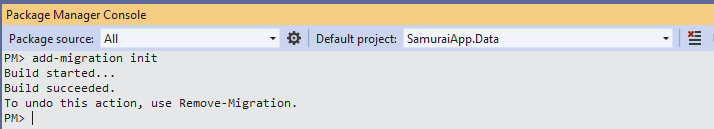 Package Manager Console
Package source: All Default project: SamuraiApp.Data
PM> add-migration init
Build started...
Build succeeded.
To undo this action, use Remove-Migration.
PM>